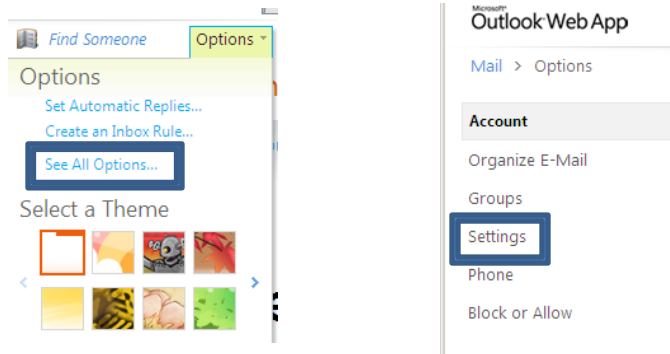 Find Someone
Options
Options
Set Automatic Replies...
Create an Inbox Rule...
See All Options...
Select a Theme
Microsoft®
Outlook Web App
Mail > Options
Account
Organize E-Mail
Groups
Settings
Phone
Block or Allow